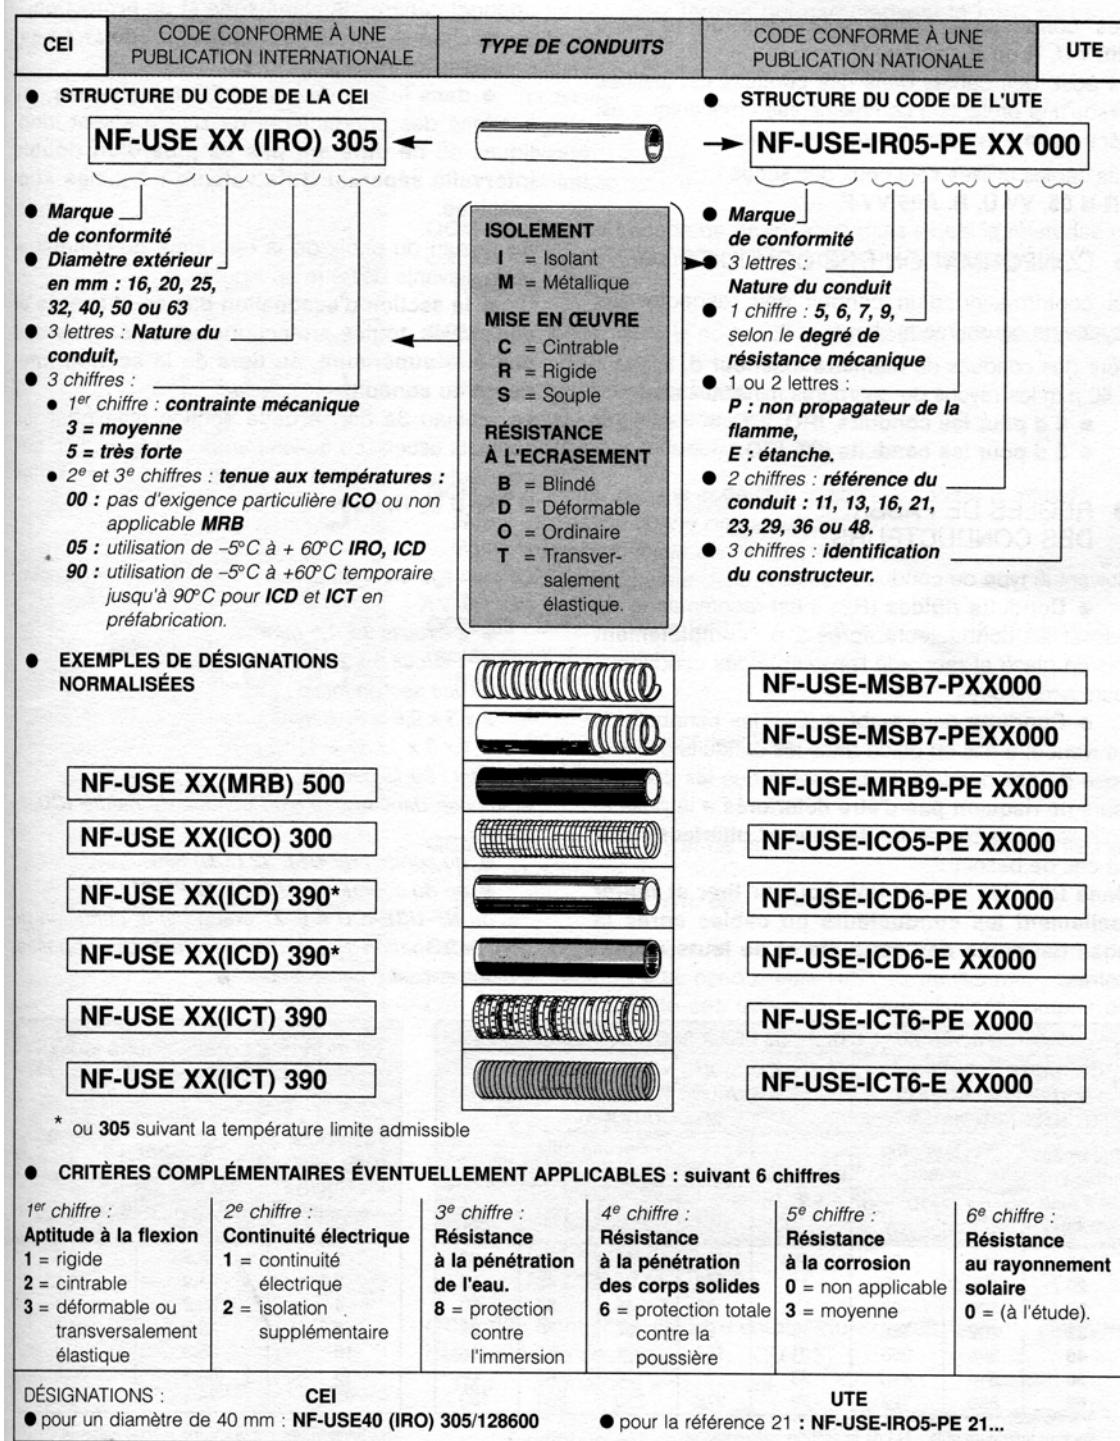 CEI
CODE CONFORME À UNE
PUBLICATION INTERNATIONALE
TYPE DE CONDUITS
CODE CONFORME À UNE
PUBLICATION NATIONALE
UTE
● STRUCTURE DU CODE DE LA CEI
NF-USE XX (IRO) 305
● Marque
de conformité
● Diamètre extérieur
en mm : 16, 20, 25,
32, 40, 50 ou 63
● 3 lettres : Nature du
conduit,
● 3 chiffres :
● 1er chiffre : contrainte mécanique
3 = moyenne
5 = très forte
● 2e et 3e chiffres : tenue aux températures :
00 : pas d'exigence particulière ICO ou non
applicable MRB
05 : utilisation de –5°C à + 60°C IRO, ICD
90 : utilisation de –5°C à +60°C temporaire
jusqu'à 90°C pour ICD et ICT en
préfabrication.
ISOLEMENT
I = Isolant
M = Métallique
MISE EN ŒUVRE
C = Cintrable
R = Rigide
S = Souple
RÉSISTANCE
À L'ECRASEMENT
B = Blindé
D = Déformable
O = Ordinaire
T = Transver-
salement
élastique.
● STRUCTURE DU CODE DE L'UTE
NF-USE-IR05-PE XX 000
● Marque
de conformité
● 3 lettres :
Nature du conduit
● 1 chiffre : 5, 6, 7, 9,
selon le degré de
résistance mécanique
● 1 ou 2 lettres :
P : non propagateur de la
flamme,
E : étanche.
● 2 chiffres : référence du
conduit : 11, 13, 16, 21,
23, 29, 36 ou 48.
● 3 chiffres : identification
du constructeur.
● EXEMPLES DE DÉSIGNATIONS
NORMALISÉES
NF-USE-MSB7-PXX000
NF-USE-MSB7-PEXX000
NF-USE XX(MRB) 500
NF-USE-MRB9-PE XX000
NF-USE XX(ICO) 300
NF-USE-ICO5-PE XX000
NF-USE XX(ICD) 390*
NF-USE-ICD6-PE XX000
NF-USE XX(ICD) 390*
NF-USE-ICD6-E XX000
NF-USE XX(ICT) 390
NF-USE-ICT6-PE X000
NF-USE XX(ICT) 390
NF-USE-ICT6-E XX000
* ou 305 suivant la température limite admissible
● CRITÈRES COMPLÉMENTAIRES ÉVENTUELLEMENT APPLICABLES : suivant 6 chiffres
1er chiffre :
Aptitude à la flexion
1 = rigide
2 = cintrable
3 = déformable ou
transversalement
élastique
2e chiffre :
Continuité électrique
1 = continuité
électrique
2 = isolation
supplémentaire
3e chiffre :
Résistance
à la pénétration
de l'eau.
8 = protection
contre
l'immersion
4e chiffre :
Résistance
à la pénétration
des corps solides
6 = protection totale
contre la
poussière
5e chiffre :
Résistance
à la corrosion
0 = non applicable
3 = moyenne
6e chiffre :
Résistance
au rayonnement
solaire
0 = (à l'étude).
DÉSIGNATIONS :
CEI
● pour un diamètre de 40 mm : NF-USE40 (IRO) 305/128600
UTE
● pour la référence 21 : NF-USE-IRO5-PE 21...